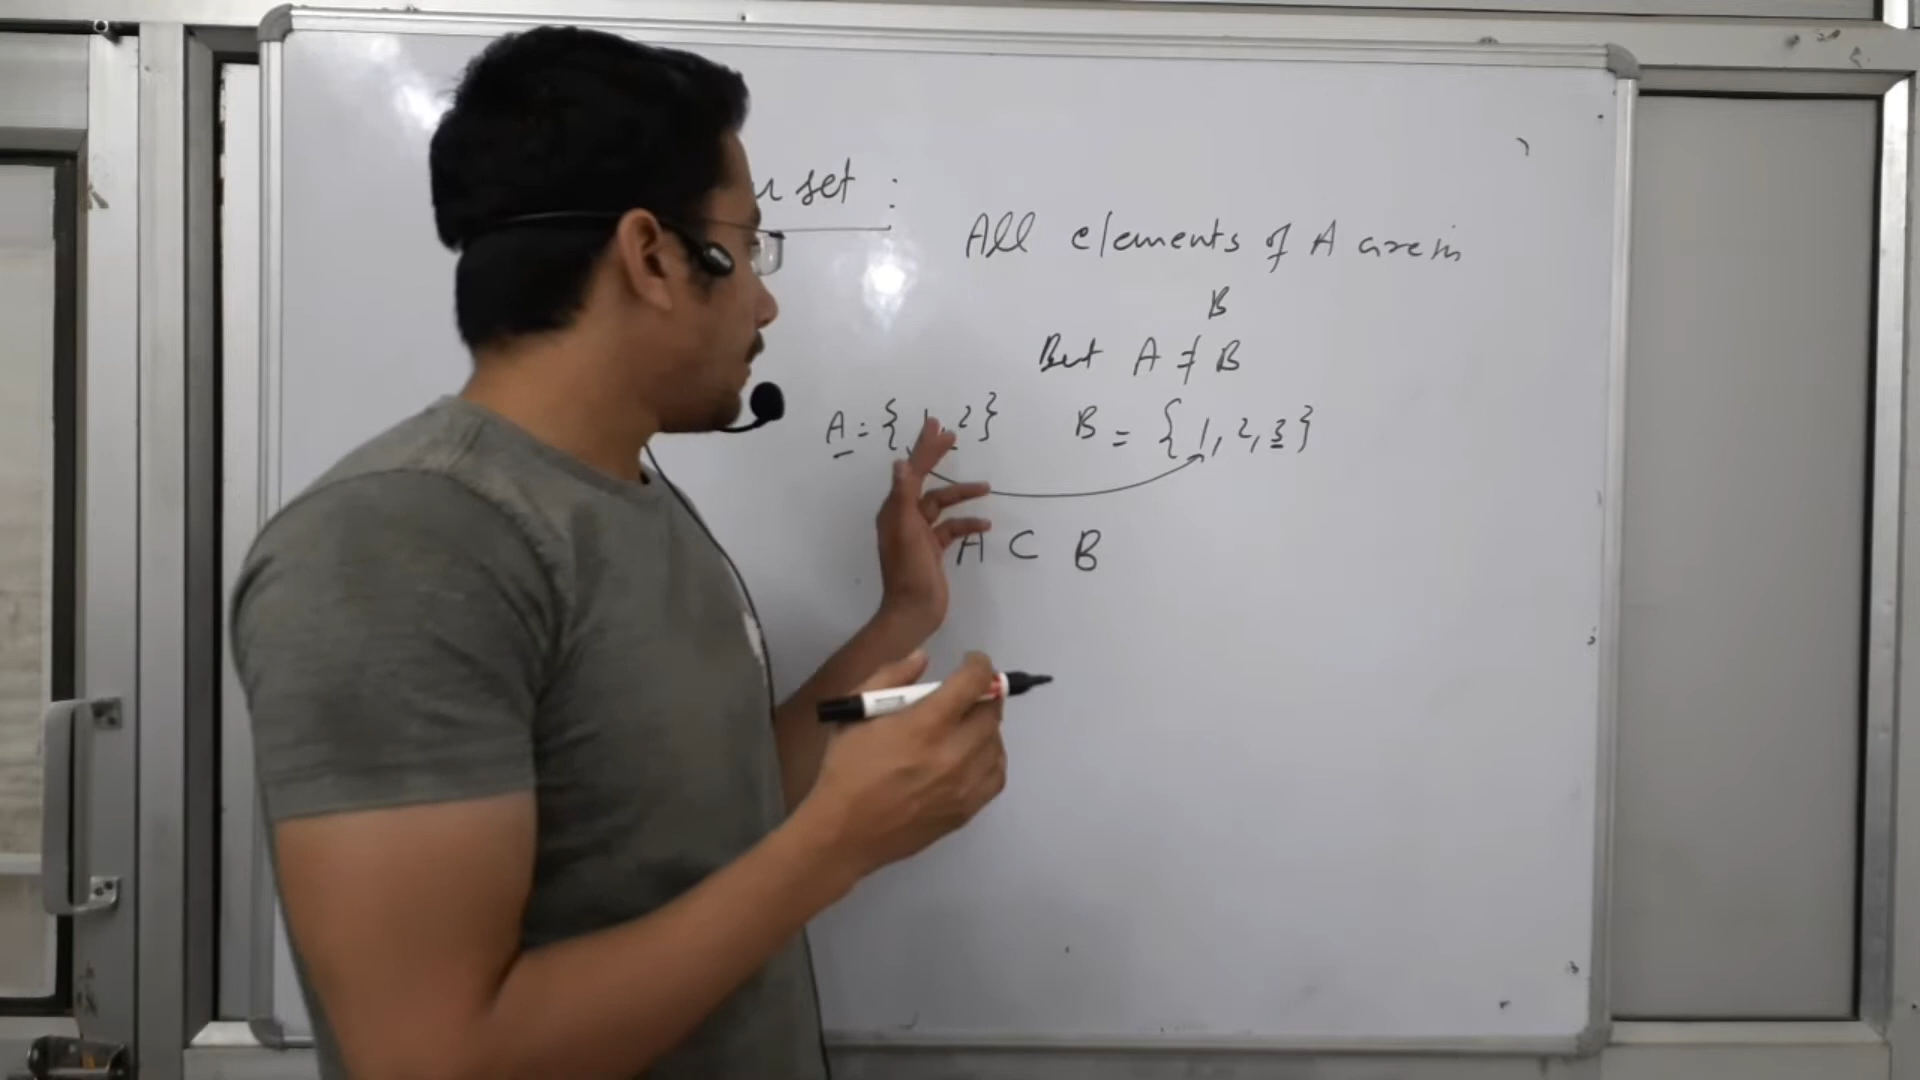 set :
All elements of A are in
B
But A ≠ B
A = { 1, 2 } B = { 1, 2, 3 }
A ⊂ B